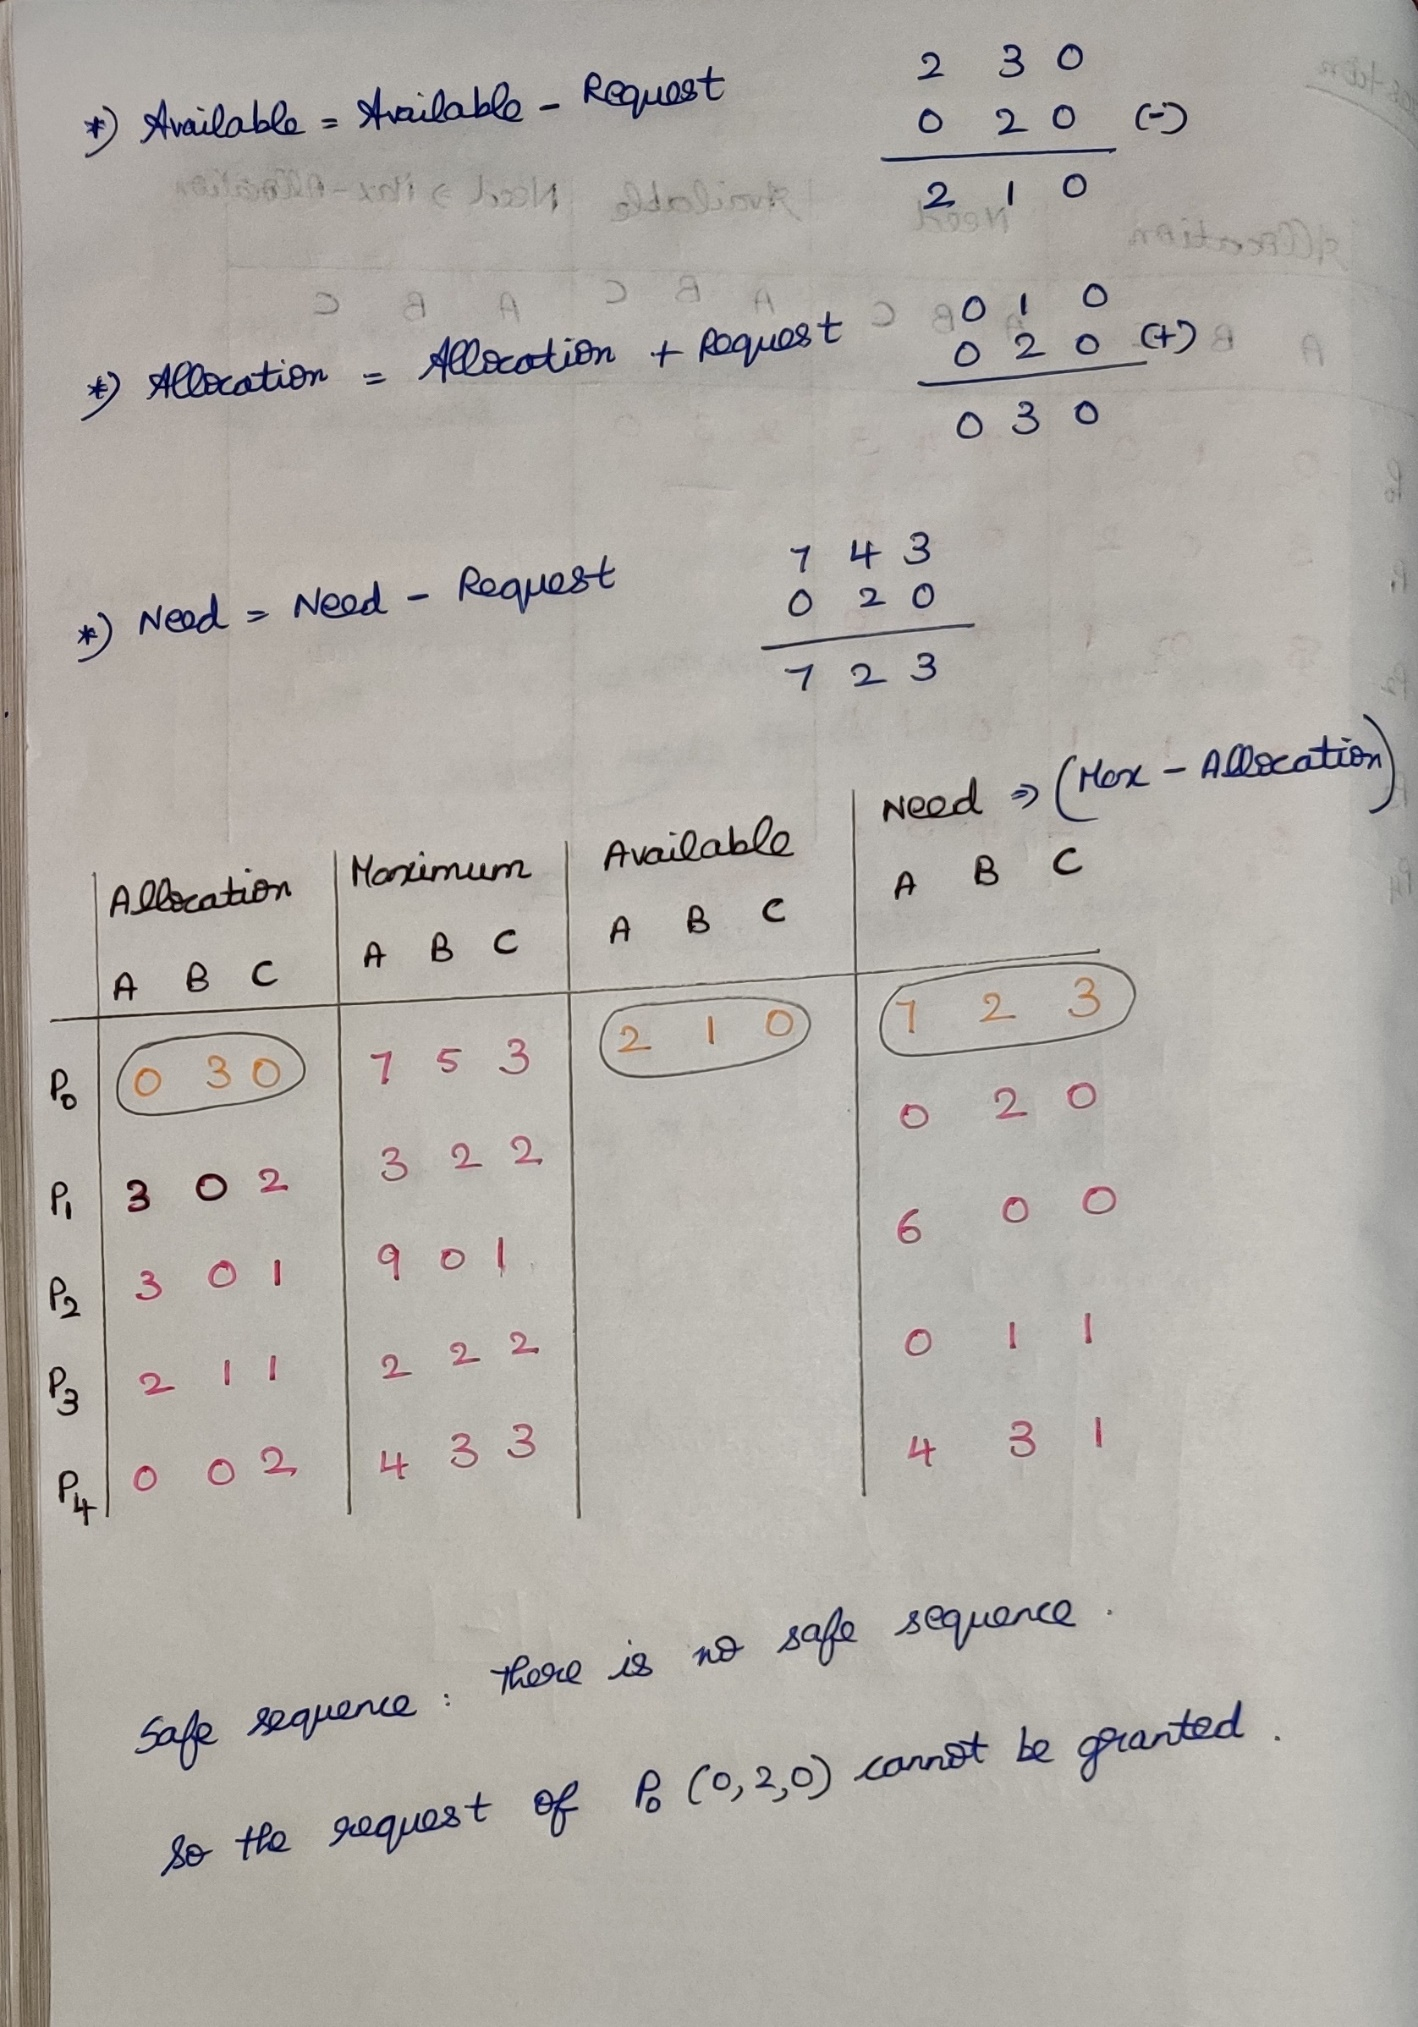 *) Available = Available - Request
2 3 0
0 2 0 (-)
2 1 0
*) Allocation = Allocation + Request
0 1 0
0 2 0 (+)
0 3 0
*) Need = Need - Request
7 4 3
0 2 0
7 2 3
Allocation Maximum Available Need ⇒ (Max - Allocation)
A B C A B C A B C A B C
P0 0 3 0 7 5 3 2 1 0 7 2 3
P1 3 0 2 3 2 2 0 2 0
P2 3 0 1 9 0 1 6 0 0
P3 2 1 1 2 2 2 0 1 1
P4 0 0 2 4 3 3 4 3 1
Safe sequence : There is no safe sequence .
So the request of P0 (0,2,0) cannot be granted .